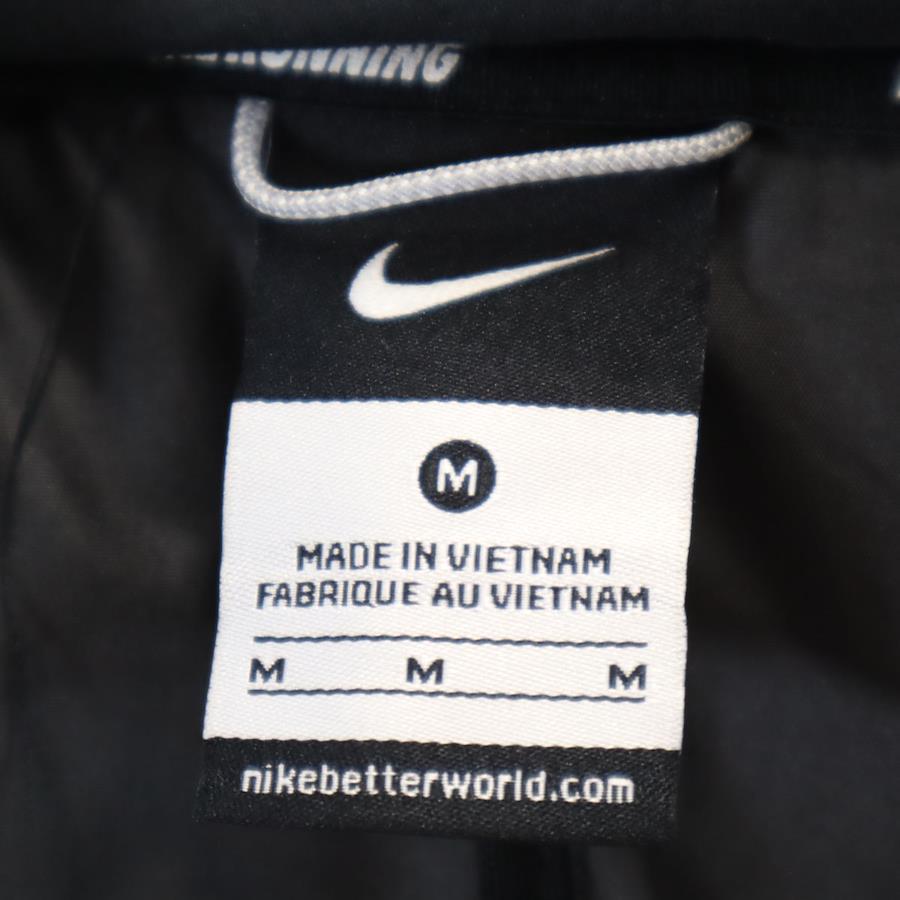 RUNNING
M
MADE IN VIETNAM
FABRIQUE AU VIETNAM
M M M
nikebetterworld.com